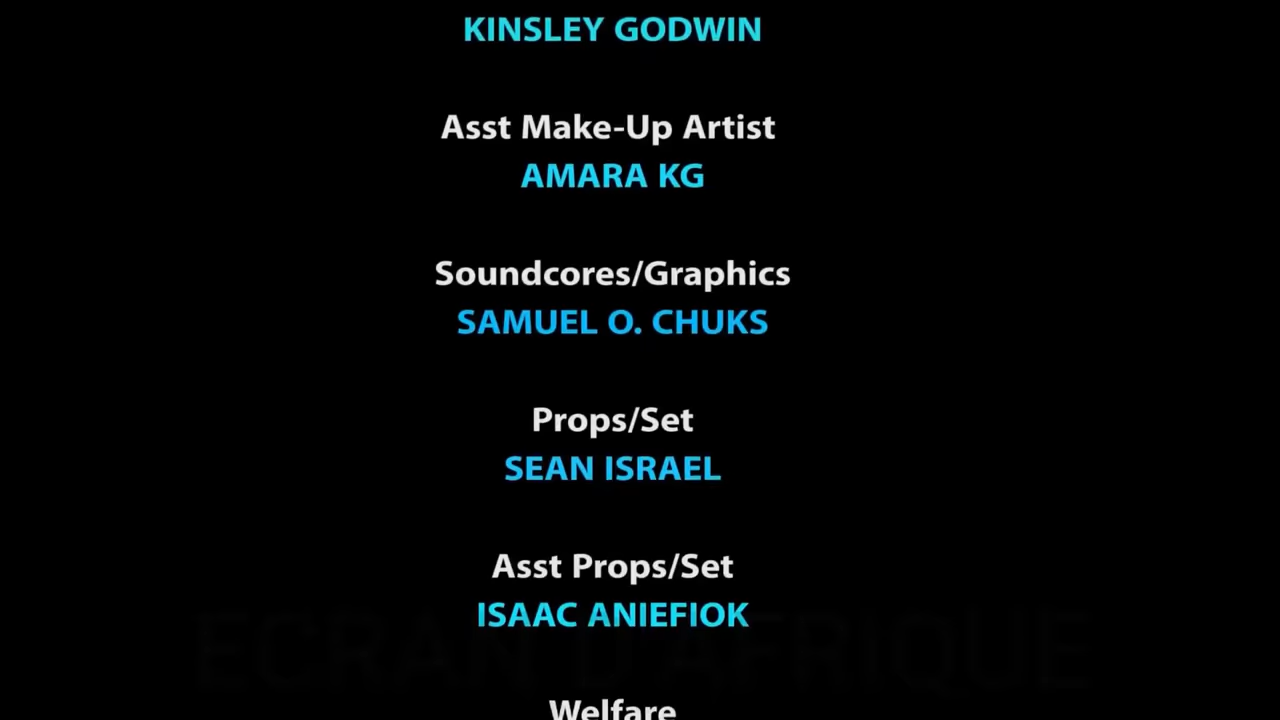 KINSLEY GODWIN
Asst Make-Up Artist
AMARA KG
Soundcores/Graphics
SAMUEL O. CHUKS
Props/Set
SEAN ISRAEL
Asst Props/Set
ISAAC ANIEFIOK
ECRAN D'AFRIQUE
Welfare